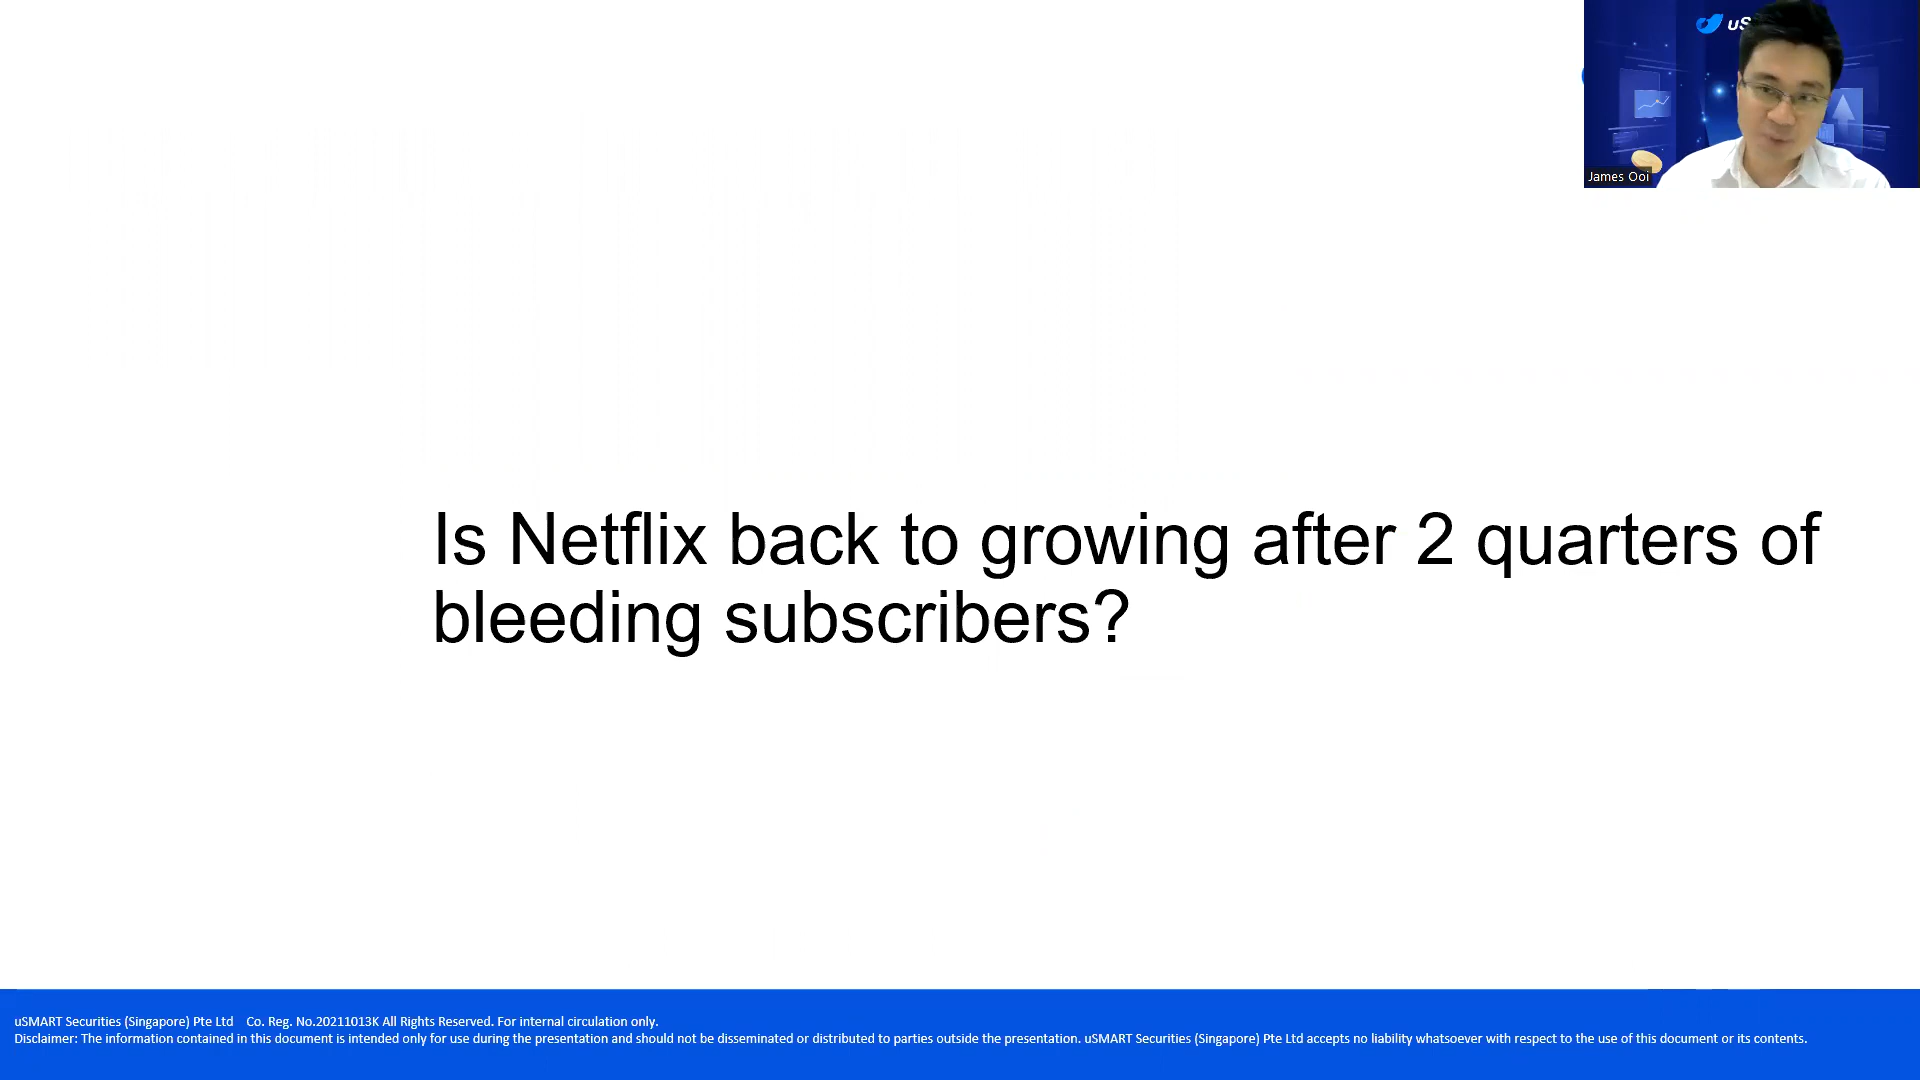 uS
James Ooi
Is Netflix back to growing after 2 quarters of
bleeding subscribers?
uSMART Securities (Singapore) Pte Ltd Co. Reg. No.20211013K All Rights Reserved. For internal circulation only.
Disclaimer: The information contained in this document is intended only for use during the presentation and should not be disseminated or distributed to parties outside the presentation. uSMART Securities (Singapore) Pte Ltd accepts no liability whatsoever with respect to the use of this document or its contents.